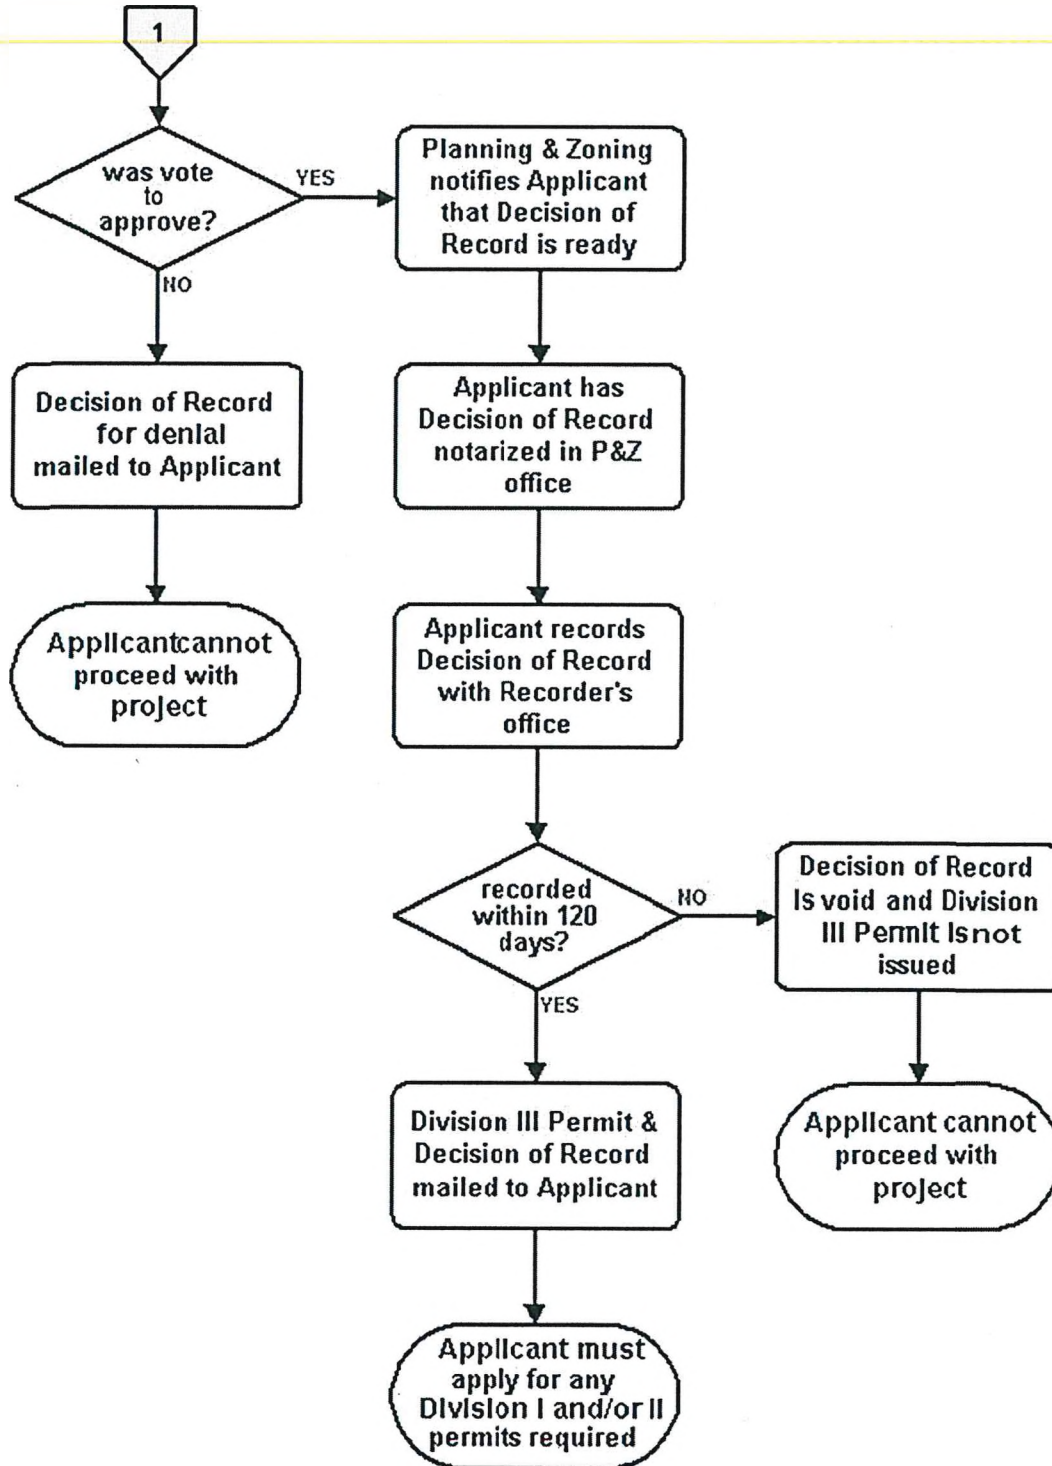 1
was vote
to
approve?
YES
NO
Planning & Zoning
notifies Applicant
that Decision of
Record is ready
Decision of Record
for denial
mailed to Applicant
Applicant has
Decision of Record
notarized in P&Z
office
Applicantcannot
proceed with
project
Applicant records
Decision of Record
with Recorder's
office
recorded
within 120
days?
NO
YES
Decision of Record
Is void and Division
III Permit Isnot
issued
Division III Permit &
Decision of Record
mailed to Applicant
Applicant cannot
proceed with
project
Applicant must
apply for any
Division I and/or II
permits required